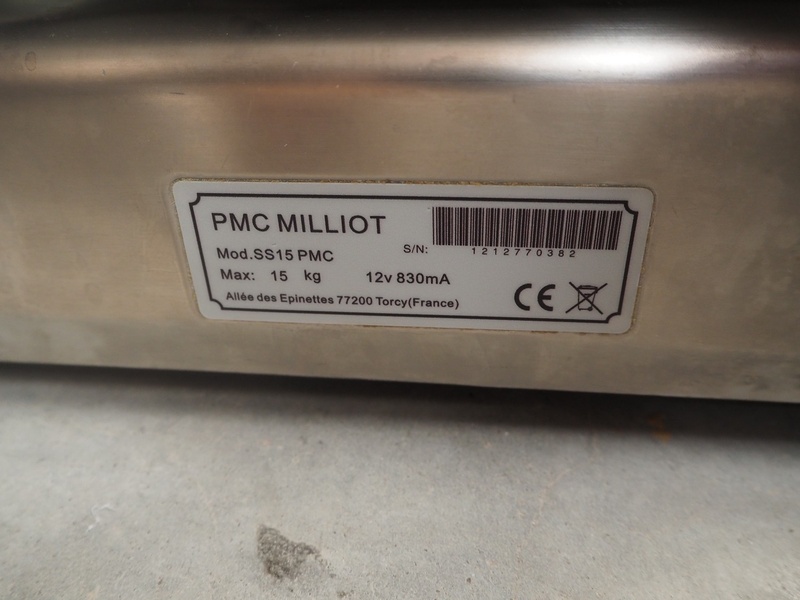 PMC MILLIOT
S/N: 1212770382
Mod.SS15 PMC
Max: 15 kg 12v 830mA
Allée des Epinettes 77200 Torcy(France)
CE